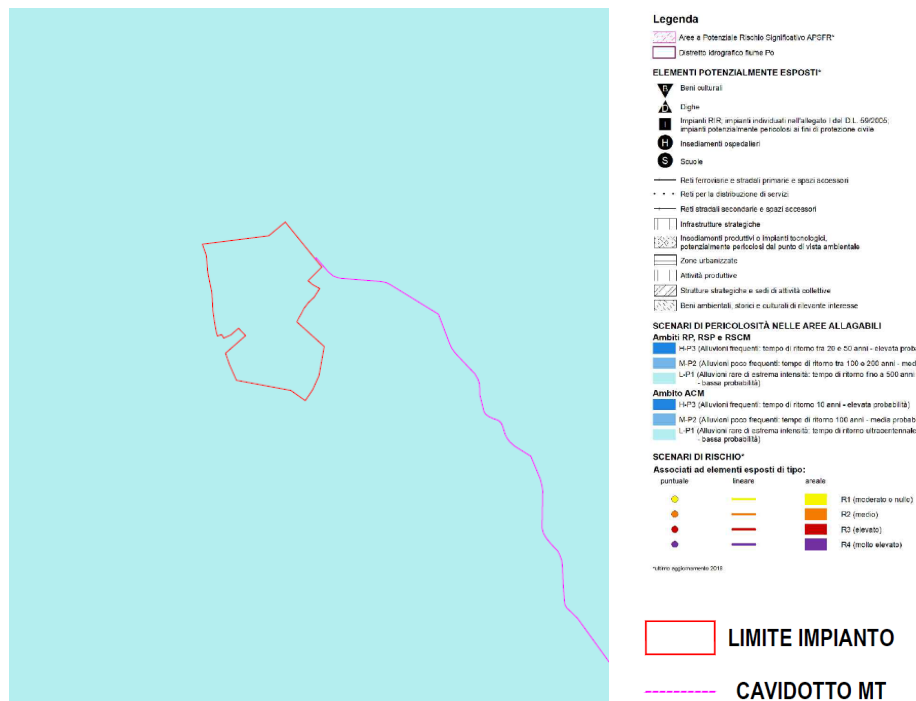 Legenda
Aree a Potenziale Rischio Significativo APSFR*
Distretto idrografico fiume Po
ELEMENTI POTENZIALMENTE ESPOSTI*
R
Beni culturali
D
Dighe
I
Impianti RIR, impianti individuati nell'allegato I del D.L. 59/2005,
impianti potenzialmente pericolosi ai fini di protezione civile
H
Insediamenti ospedalieri
S
Scuole
Reti ferroviarie e stradali primarie e spazi accessori
Reti per la distribuzione di servizi
Reti stradali secondarie e spazi accessori
Infrastrutture strategiche
Insediamenti produttivi o impianti tecnologici,
potenzialmente pericolosi dal punto di vista ambientale
Zone urbanizzate
Attività produttive
Strutture strategiche e sedi di attività collettive
Beni ambientali, storici e culturali di rilevante interesse
SCENARI DI PERICOLOSITÀ NELLE AREE ALLAGABILI
Ambiti RP, RSP e RSCM
H-P3 (Alluvioni frequenti: tempo di ritorno fra 20 e 50 anni - elevata proba
M-P2 (Alluvioni poco frequenti: tempo di ritorno tra 100 e 200 anni - med
L-P1 (Alluvioni rare di estrema intensità: tempo di ritorno fino a 500 anni
- bassa probabilità)
Ambito ACM
H-P3 (Alluvioni frequenti: tempo di ritorno 10 anni - elevata probabilità)
M-P2 (Alluvioni poco frequenti: tempo di ritorno 100 anni - media probab
L-P1 (Alluvioni rare di estrema intensità: tempo di ritorno ultracentennale
- bassa probabilità)
SCENARI DI RISCHIO*
Associati ad elementi esposti di tipo:
puntuale lineare areale
R1 (moderato o nullo)
R2 (medio)
R3 (elevato)
R4 (molto elevato)
*ultimo aggiornamento 2019
LIMITE IMPIANTO
CAVIDOTTO MT